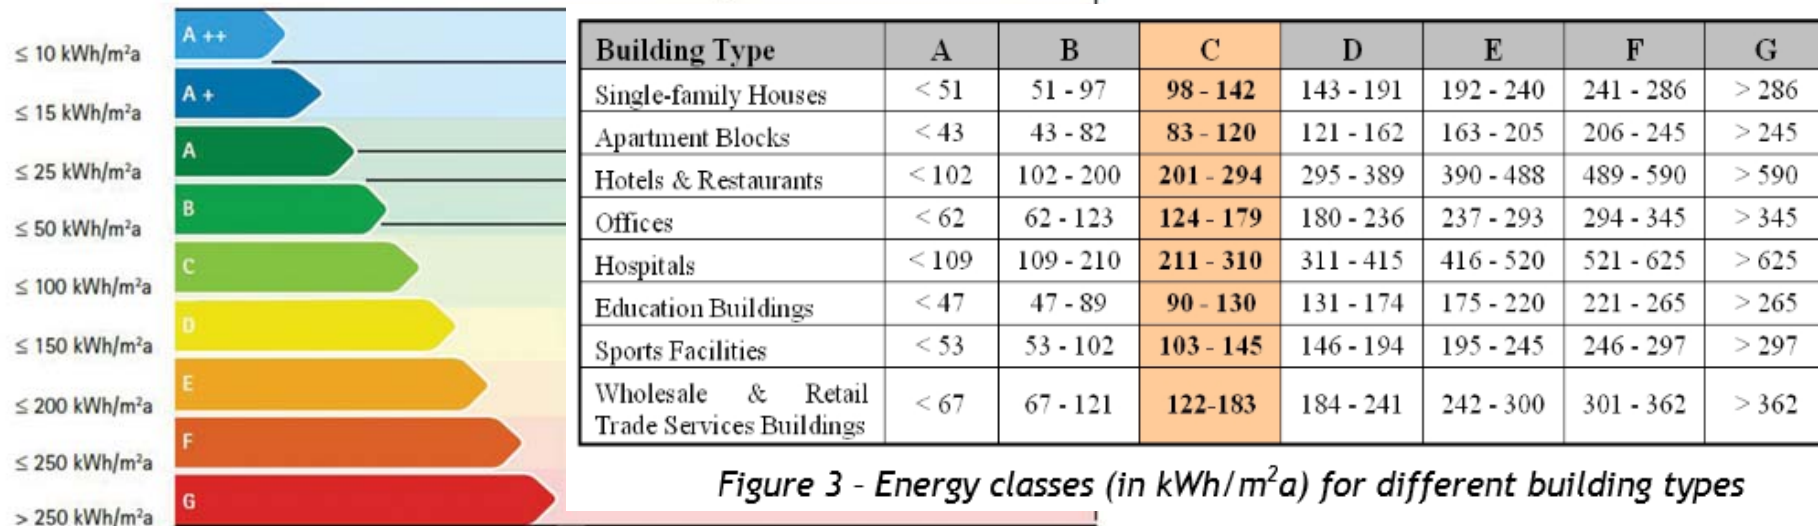 A ++
≤ 10 kWh/m²a
A +
≤ 15 kWh/m²a
A
≤ 25 kWh/m²a
B
≤ 50 kWh/m²a
C
≤ 100 kWh/m²a
D
≤ 150 kWh/m²a
E
≤ 200 kWh/m²a
F
≤ 250 kWh/m²a
G
> 250 kWh/m²a
Building Type A B C D E F G
Single-family Houses < 51 51 - 97 98 - 142 143 - 191 192 - 240 241 - 286 > 286
Apartment Blocks < 43 43 - 82 83 - 120 121 - 162 163 - 205 206 - 245 > 245
Hotels & Restaurants < 102 102 - 200 201 - 294 295 - 389 390 - 488 489 - 590 > 590
Offices < 62 62 - 123 124 - 179 180 - 236 237 - 293 294 - 345 > 345
Hospitals < 109 109 - 210 211 - 310 311 - 415 416 - 520 521 - 625 > 625
Education Buildings < 47 47 - 89 90 - 130 131 - 174 175 - 220 221 - 265 > 265
Sports Facilities < 53 53 - 102 103 - 145 146 - 194 195 - 245 246 - 297 > 297
Wholesale & Retail
Trade Services Buildings < 67 67 - 121 122-183 184 - 241 242 - 300 301 - 362 > 362
Figure 3 - Energy classes (in kWh/m²a) for different building types